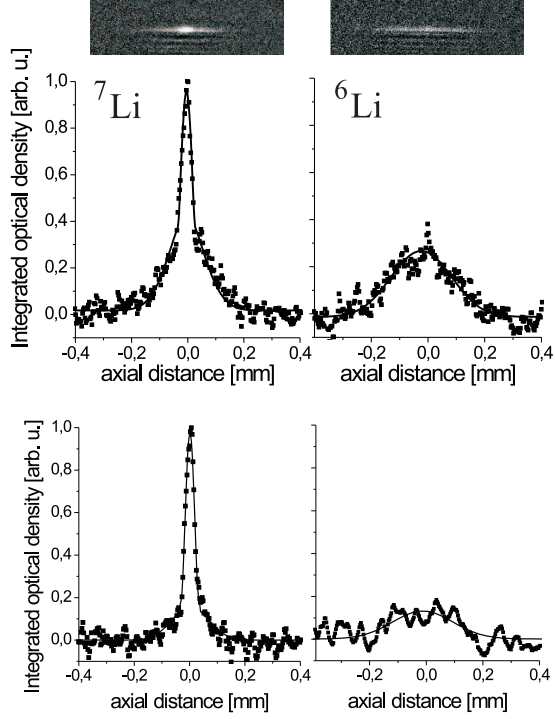 ⁷Li
⁶Li
Integrated optical density [arb. u.]
1,0
0,8
0,6
0,4
0,2
0,0
-0,4 -0,2 0,0 0,2 0,4
axial distance [mm]
-0,2 0,0 0,2 0,4
axial distance [mm]
Integrated optical density [arb. u.]
1,0
0,8
0,6
0,4
0,2
0,0
-0,4 -0,2 0,0 0,2 0,4
axial distance [mm]
-0,2 0,0 0,2 0,4
axial distance [mm]